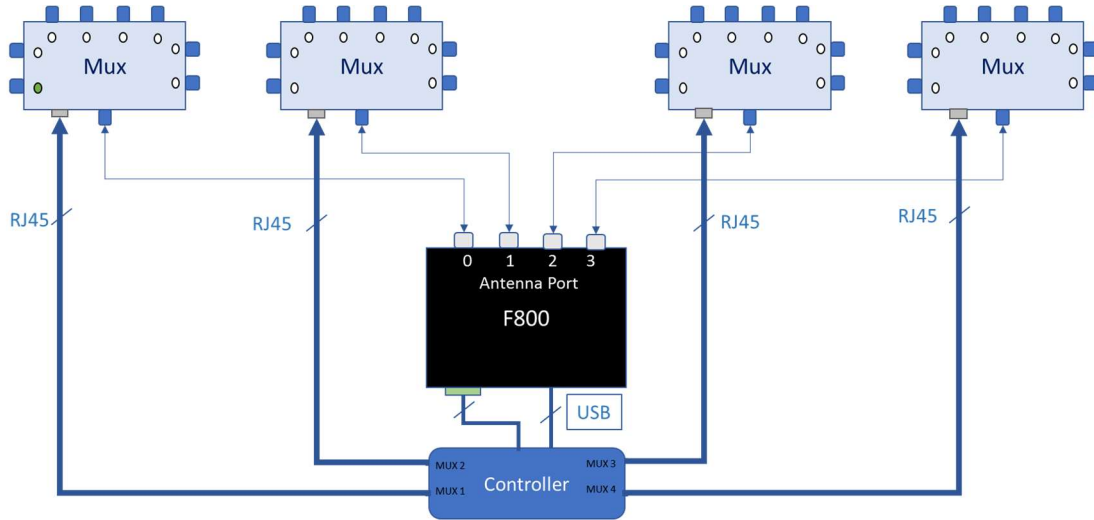 Mux
Mux
Mux
Mux
RJ45
RJ45
RJ45
RJ45
0 1 2 3
Antenna Port
F800
USB
MUX 2
MUX 3
Controller
MUX 1
MUX 4